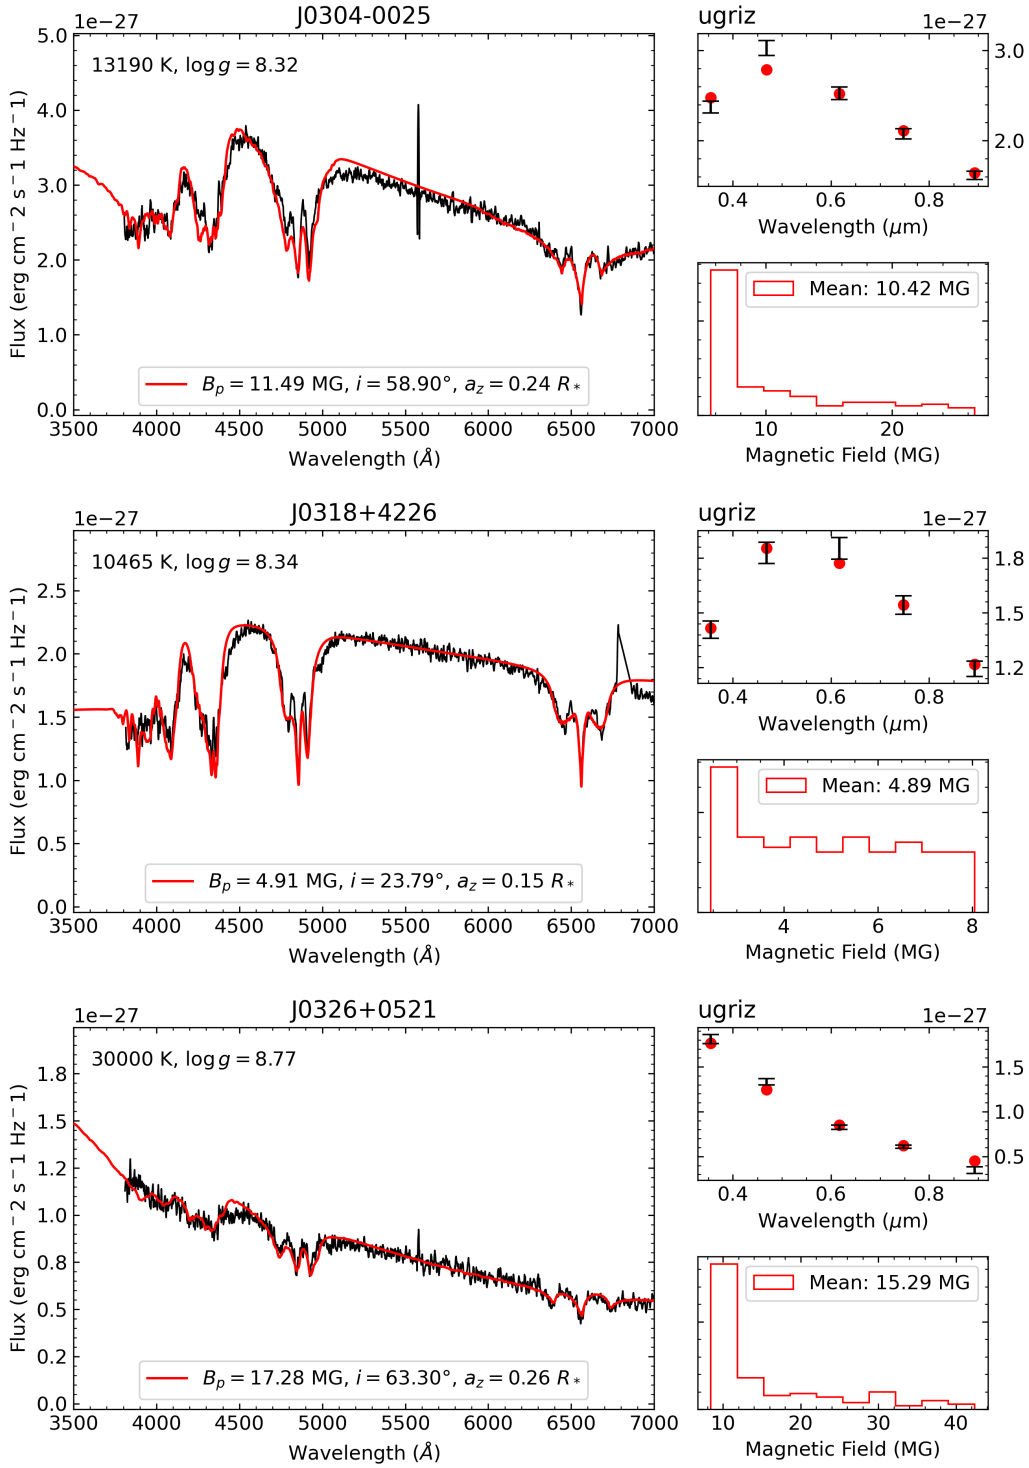 J0304-0025
1e−27
13190 K, log g = 8.32
5.0
4.0
3.0
2.0
1.0
0.0
Flux (erg cm−2 s−1 Hz−1)
B_p = 11.49 MG, i = 58.90°, a_z = 0.24 R_*
3500 4000 4500 5000 5500 6000 6500 7000
Wavelength (Å)
ugriz
1e−27
3.0
2.0
0.4 0.6 0.8
Wavelength (μm)
Mean: 10.42 MG
10 20
Magnetic Field (MG)
J0318+4226
1e−27
10465 K, log g = 8.34
2.5
2.0
1.5
1.0
0.5
0.0
Flux (erg cm−2 s−1 Hz−1)
B_p = 4.91 MG, i = 23.79°, a_z = 0.15 R_*
3500 4000 4500 5000 5500 6000 6500 7000
Wavelength (Å)
ugriz
1e−27
1.8
1.5
1.2
0.4 0.6 0.8
Wavelength (μm)
Mean: 4.89 MG
4 6 8
Magnetic Field (MG)
J0326+0521
1e−27
30000 K, log g = 8.77
1.8
1.5
1.2
1.0
0.8
0.5
0.2
0.0
Flux (erg cm−2 s−1 Hz−1)
B_p = 17.28 MG, i = 63.30°, a_z = 0.26 R_*
3500 4000 4500 5000 5500 6000 6500 7000
Wavelength (Å)
ugriz
1e−27
1.5
1.0
0.5
0.4 0.6 0.8
Wavelength (μm)
Mean: 15.29 MG
10 20 30 40
Magnetic Field (MG)